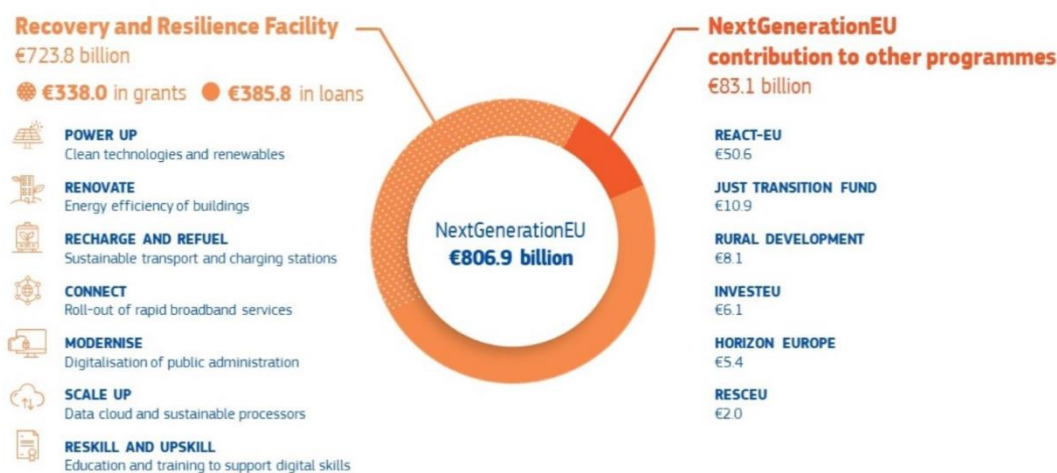 Recovery and Resilience Facility
€723.8 billion
€338.0 in grants €385.8 in loans
POWER UP
Clean technologies and renewables
RENOVATE
Energy efficiency of buildings
RECHARGE AND REFUEL
Sustainable transport and charging stations
CONNECT
Roll-out of rapid broadband services
MODERNISE
Digitalisation of public administration
SCALE UP
Data cloud and sustainable processors
RESKILL AND UPSKILL
Education and training to support digital skills
NextGenerationEU
€806.9 billion
NextGenerationEU
contribution to other programmes
€83.1 billion
REACT-EU
€50.6
JUST TRANSITION FUND
€10.9
RURAL DEVELOPMENT
€8.1
INVESTEU
€6.1
HORIZON EUROPE
€5.4
RESCEU
€2.0